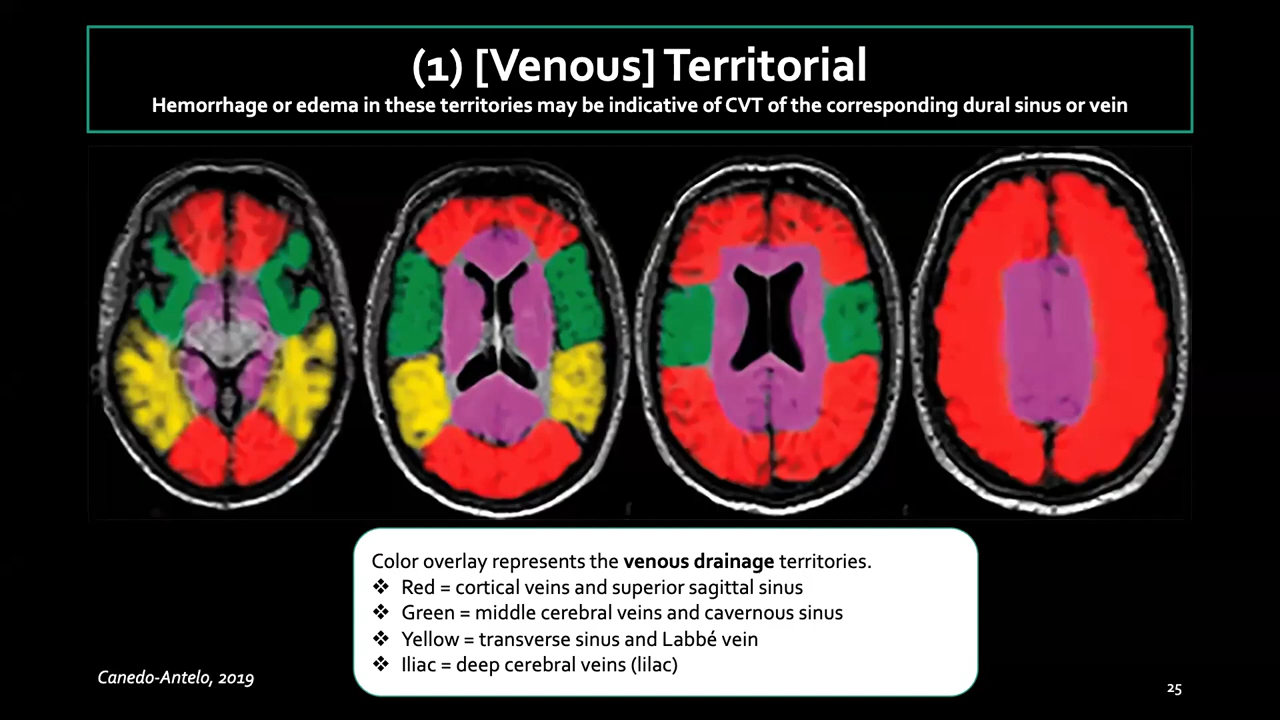 (1) [Venous] Territorial
Hemorrhage or edema in these territories may be indicative of CVT of the corresponding dural sinus or vein
Color overlay represents the venous drainage territories.
❖ Red = cortical veins and superior sagittal sinus
❖ Green = middle cerebral veins and cavernous sinus
❖ Yellow = transverse sinus and Labbé vein
❖ Iliac = deep cerebral veins (lilac)
Canedo-Antelo, 2019
25